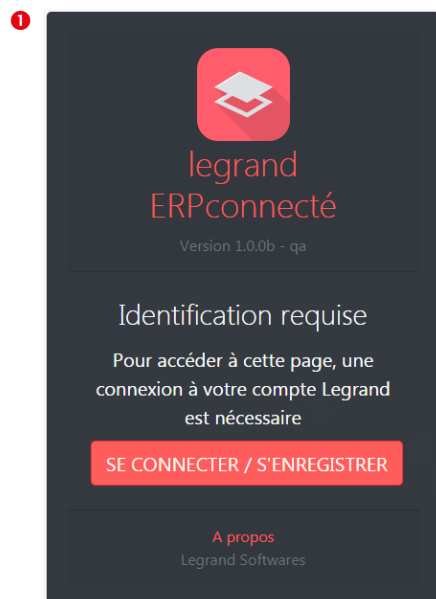 1
legrand
ERPconnecté
Version 1.0.0b - qa
Identification requise
Pour accéder à cette page, une
connexion à votre compte Legrand
est nécessaire
SE CONNECTER / S'ENREGISTRER
A propos
Legrand Softwares